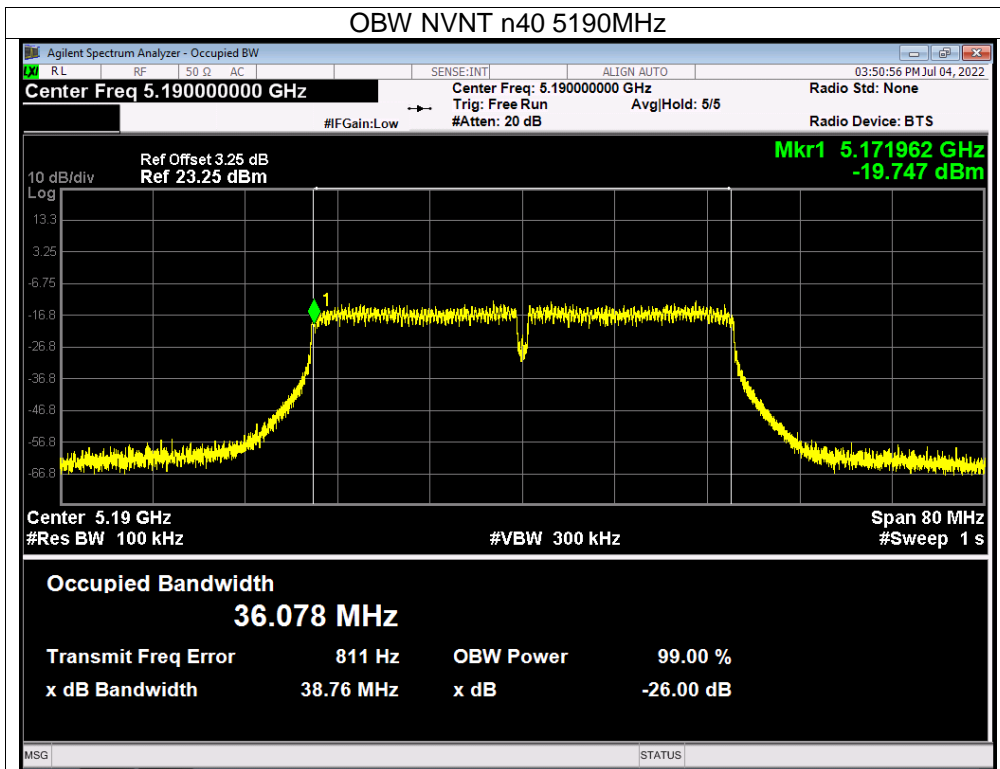 OBW NVNT n40 5190MHz
Agilent Spectrum Analyzer - Occupied BW
LXI RL RF 50 Ω AC SENSE:INT ALIGN AUTO 03:50:56 PM Jul 04, 2022
Center Freq 5.190000000 GHz Center Freq: 5.190000000 GHz Radio Std: None
Trig: Free Run Avg|Hold: 5/5
#IFGain:Low #Atten: 20 dB Radio Device: BTS
Mkr1 5.171962 GHz
-19.747 dBm
Ref Offset 3.25 dB
10 dB/div Ref 23.25 dBm
Log
13.3
3.25
-6.75
-16.8
-26.8
-36.8
-46.8
-56.8
-66.8
1
Center 5.19 GHz Span 80 MHz
#Res BW 100 kHz #VBW 300 kHz #Sweep 1 s
Occupied Bandwidth
36.078 MHz
Transmit Freq Error 811 Hz OBW Power 99.00 %
x dB Bandwidth 38.76 MHz x dB -26.00 dB
MSG STATUS